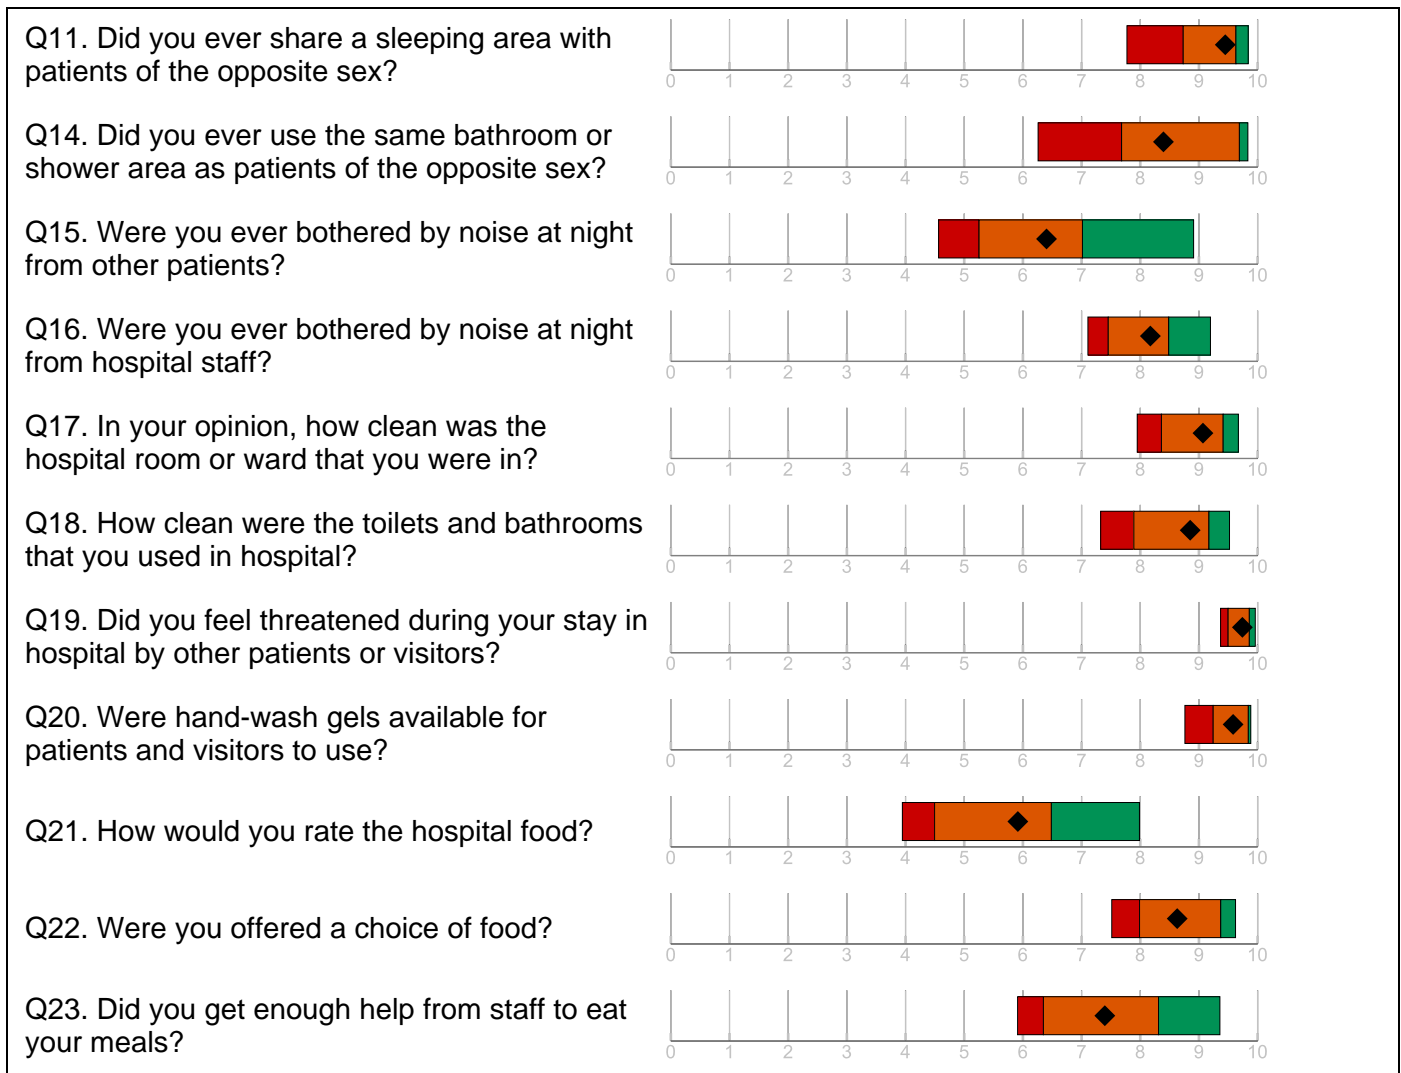 Q11. Did you ever share a sleeping area with
patients of the opposite sex?
0 1 2 3 4 5 6 7 8 9 10
Q14. Did you ever use the same bathroom or
shower area as patients of the opposite sex?
0 1 2 3 4 5 6 7 8 9 10
Q15. Were you ever bothered by noise at night
from other patients?
0 1 2 3 4 5 6 7 8 9 10
Q16. Were you ever bothered by noise at night
from hospital staff?
0 1 2 3 4 5 6 7 8 9 10
Q17. In your opinion, how clean was the
hospital room or ward that you were in?
0 1 2 3 4 5 6 7 8 9 10
Q18. How clean were the toilets and bathrooms
that you used in hospital?
0 1 2 3 4 5 6 7 8 9 10
Q19. Did you feel threatened during your stay in
hospital by other patients or visitors?
0 1 2 3 4 5 6 7 8 9 10
Q20. Were hand-wash gels available for
patients and visitors to use?
0 1 2 3 4 5 6 7 8 9 10
Q21. How would you rate the hospital food?
0 1 2 3 4 5 6 7 8 9 10
Q22. Were you offered a choice of food?
0 1 2 3 4 5 6 7 8 9 10
Q23. Did you get enough help from staff to eat
your meals?
0 1 2 3 4 5 6 7 8 9 10